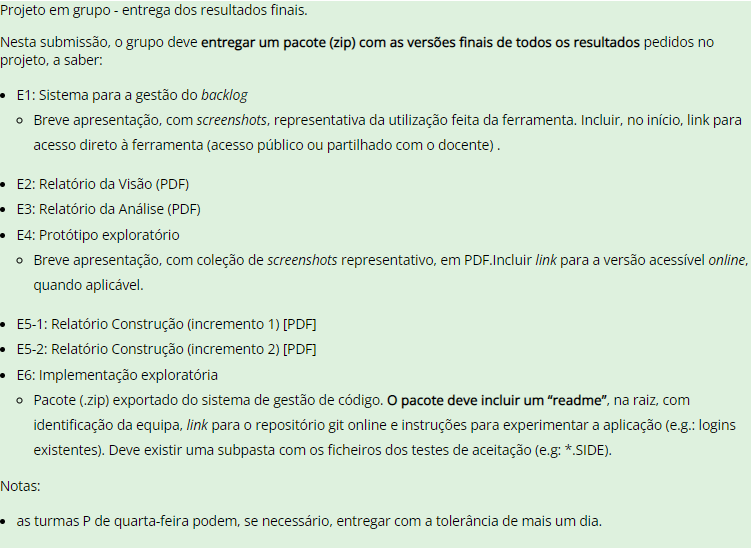 Projeto em grupo - entrega dos resultados finais.
Nesta submissão, o grupo deve entregar um pacote (zip) com as versões finais de todos os resultados pedidos no
projeto, a saber:
• E1: Sistema para a gestão do backlog
◦ Breve apresentação, com screenshots, representativa da utilização feita da ferramenta. Incluir, no início, link para
acesso direto à ferramenta (acesso público ou partilhado com o docente) .
• E2: Relatório da Visão (PDF)
• E3: Relatório da Análise (PDF)
• E4: Protótipo exploratório
◦ Breve apresentação, com coleção de screenshots representativo, em PDF.Incluir link para a versão acessível online,
quando aplicável.
• E5-1: Relatório Construção (incremento 1) [PDF]
• E5-2: Relatório Construção (incremento 2) [PDF]
• E6: Implementação exploratória
◦ Pacote (.zip) exportado do sistema de gestão de código. O pacote deve incluir um “readme”, na raiz, com
identificação da equipa, link para o repositório git online e instruções para experimentar a aplicação (e.g.: logins
existentes). Deve existir uma subpasta com os ficheiros dos testes de aceitação (e.g: *.SIDE).
Notas:
• as turmas P de quarta-feira podem, se necessário, entregar com a tolerância de mais um dia.